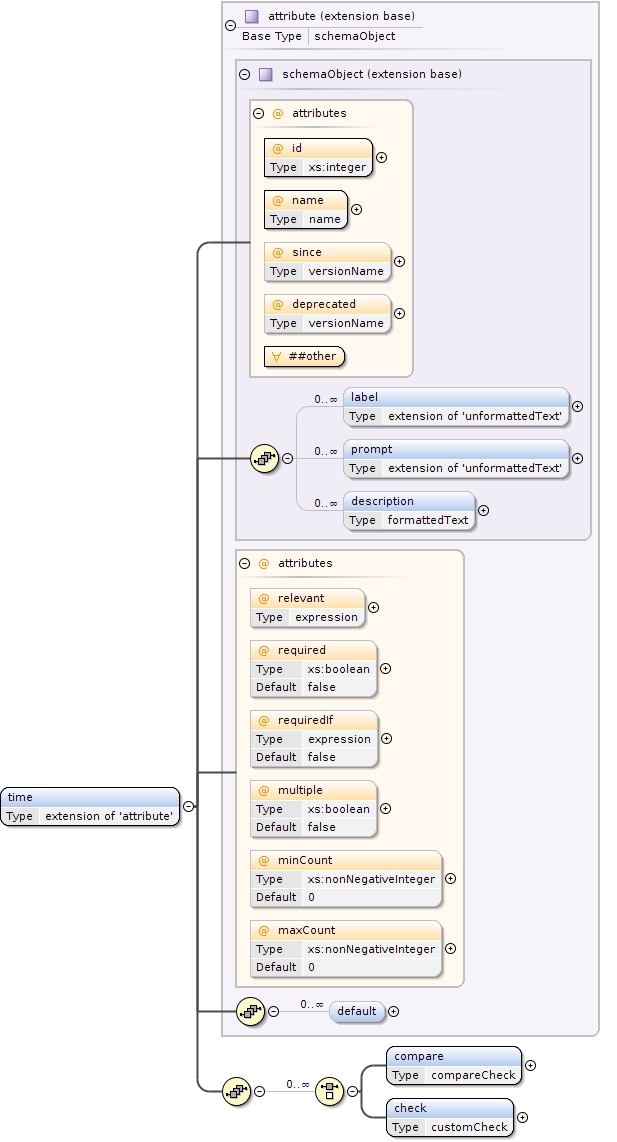 attribute (extension base)
Base Type schemaObject
schemaObject (extension base)
@ attributes
@ id
Type xs:integer
@ name
Type name
@ since
Type versionName
@ deprecated
Type versionName
∀ ##other
0..∞ label
Type extension of 'unformattedText'
0..∞ prompt
Type extension of 'unformattedText'
0..∞ description
Type formattedText
@ attributes
@ relevant
Type expression
@ required
Type xs:boolean
Default false
@ requiredIf
Type expression
Default false
@ multiple
Type xs:boolean
Default false
time
Type extension of 'attribute'
@ minCount
Type xs:nonNegativeInteger
Default 0
@ maxCount
Type xs:nonNegativeInteger
Default 0
0..∞ default
0..∞
compare
Type compareCheck
check
Type customCheck